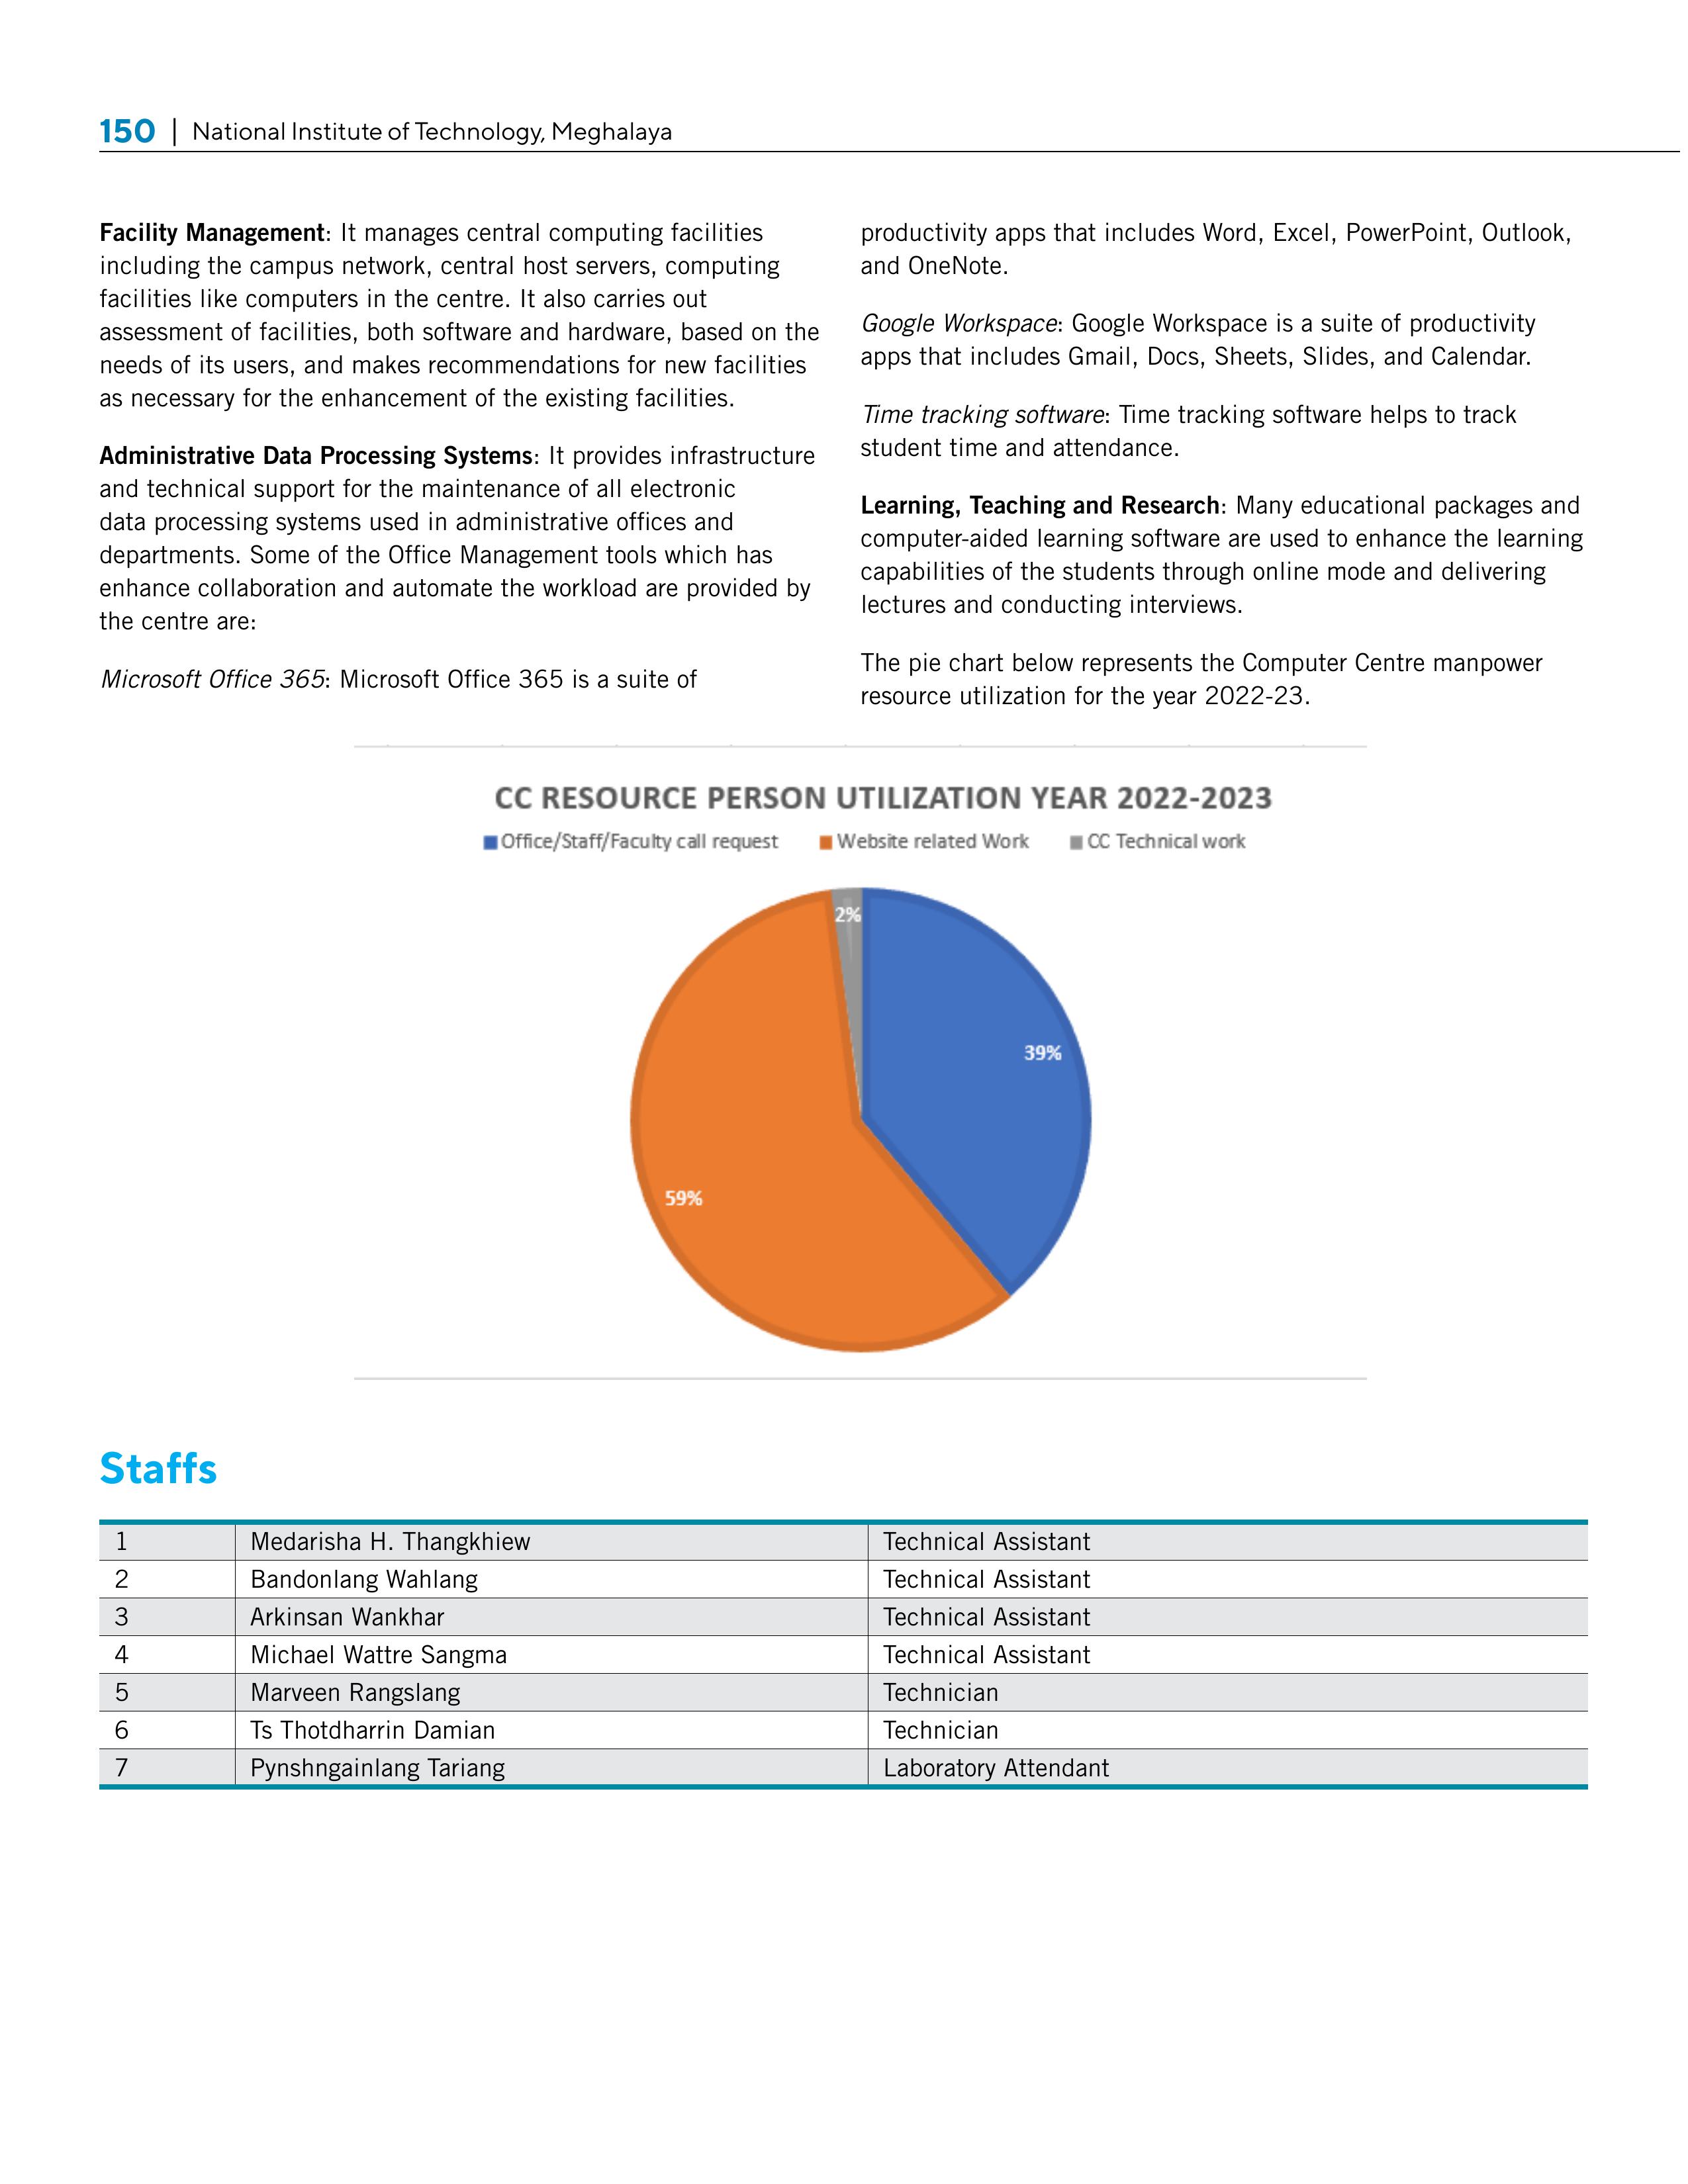 150 | National Institute of Technology, Meghalaya
Facility Management: It manages central computing facilities
including the campus network, central host servers, computing
facilities like computers in the centre. It also carries out
assessment of facilities, both software and hardware, based on the
needs of its users, and makes recommendations for new facilities
as necessary for the enhancement of the existing facilities.
Administrative Data Processing Systems: It provides infrastructure
and technical support for the maintenance of all electronic
data processing systems used in administrative offices and
departments. Some of the Office Management tools which has
enhance collaboration and automate the workload are provided by
the centre are:
Microsoft Office 365: Microsoft Office 365 is a suite of
productivity apps that includes Word, Excel, PowerPoint, Outlook,
and OneNote.
Google Workspace: Google Workspace is a suite of productivity
apps that includes Gmail, Docs, Sheets, Slides, and Calendar.
Time tracking software: Time tracking software helps to track
student time and attendance.
Learning, Teaching and Research: Many educational packages and
computer-aided learning software are used to enhance the learning
capabilities of the students through online mode and delivering
lectures and conducting interviews.
The pie chart below represents the Computer Centre manpower
resource utilization for the year 2022-23.
CC RESOURCE PERSON UTILIZATION YEAR 2022-2023
Office/Staff/Faculty call request Website related Work CC Technical work
2%
39%
59%
Staffs
1 Medarisha H. Thangkhiew Technical Assistant
2 Bandonlang Wahlang Technical Assistant
3 Arkinsan Wankhar Technical Assistant
4 Michael Wattre Sangma Technical Assistant
5 Marveen Rangslang Technician
6 Ts Thotdharrin Damian Technician
7 Pynshngainlang Tariang Laboratory Attendant